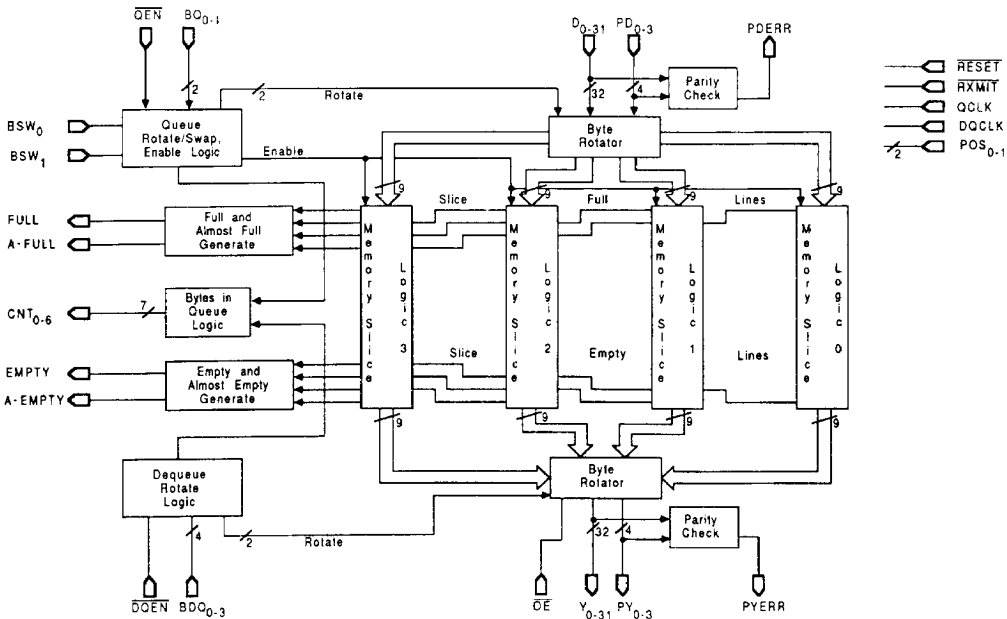 QEN
BQ0-1
D0-31
PD0-3
PDERR
RESET
RXMIT
QCLK
DQCLK
2
POS0-1
2
2
Rotate
32
4
Parity
Check
BSW0
BSW1
Queue
Rotate/Swap,
Enable Logic
Enable
Byte
Rotator
9
9
9
9
FULL
A-FULL
Full and
Almost Full
Generate
Slice
Full
Lines
Memory Slice
Logic 3
Memory Slice
Logic 2
Memory Slice
Logic 1
Memory Slice
Logic 0
CNT0-6
7
Bytes in
Queue
Logic
EMPTY
A-EMPTY
Empty and
Almost Empty
Generate
Slice
Empty
Lines
9
9
9
9
Dequeue
Rotate
Logic
Byte
Rotator
4
2
Rotate
32
4
Parity
Check
DQEN
BDQ0-3
OE
Y0-31
PY0-3
PYERR